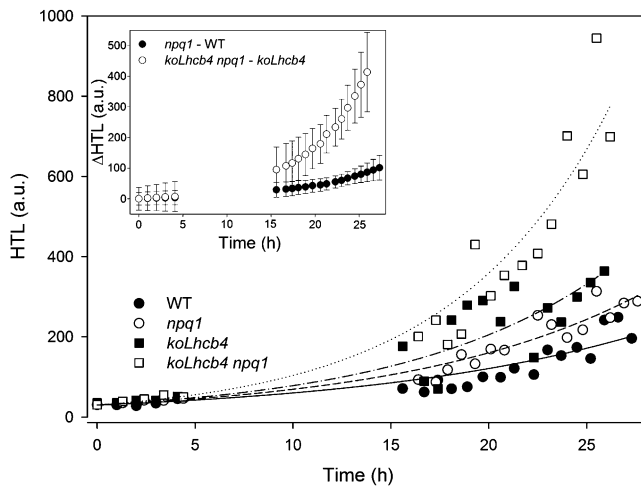 1000
800
600
400
200
0
HTL (a.u.)
0
5
10
15
20
25
Time (h)
500
400
300
200
100
0
ΔHTL (a.u.)
0
5
10
15
20
25
Time (h)
npq1 - WT
koLhcb4 npq1 - koLhcb4
WT
npq1
koLhcb4
koLhcb4 npq1